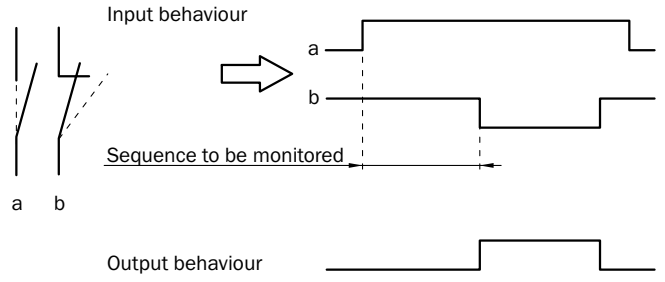 Input behaviour
a
b
Sequence to be monitored
a b
Output behaviour